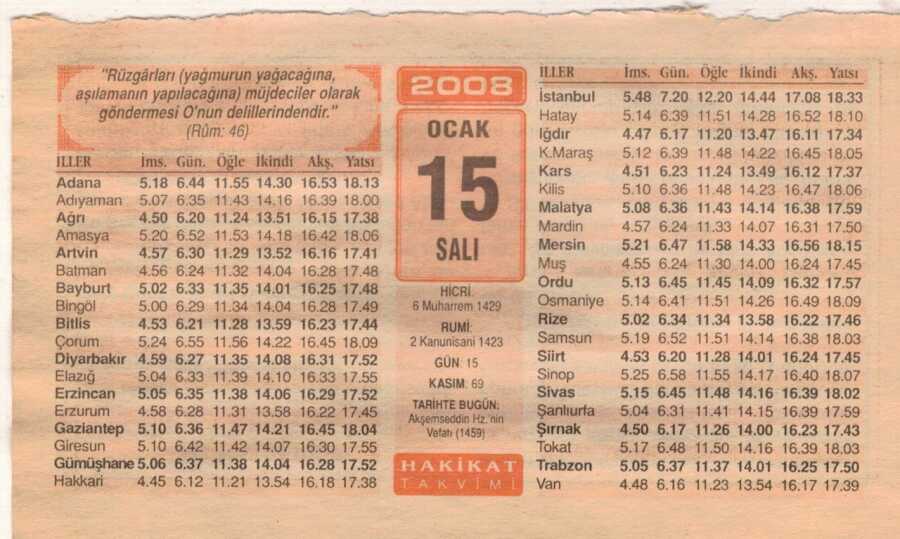 "Rüzgârları (yağmurun yağacağına,
aşılamanın yapılacağına) müjdeciler olarak
göndermesi O'nun delillerindendir."
(Rûm: 46)
İLLER İms. Gün. Öğle İkindi Akş. Yatsı
Adana 5.18 6.44 11.55 14.30 16.53 18.13
Adıyaman 5.07 6.35 11.43 14.16 16.39 18.00
Ağrı 4.50 6.20 11.24 13.51 16.15 17.38
Amasya 5.20 6.52 11.53 14.18 16.42 18.06
Artvin 4.57 6.30 11.29 13.52 16.16 17.41
Batman 4.56 6.24 11.32 14.04 16.28 17.48
Bayburt 5.02 6.33 11.35 14.01 16.25 17.48
Bingöl 5.00 6.29 11.34 14.04 16.28 17.49
Bitlis 4.53 6.21 11.28 13.59 16.23 17.44
Çorum 5.24 6.55 11.56 14.22 16.45 18.09
Diyarbakır 4.59 6.27 11.35 14.08 16.31 17.52
Elazığ 5.04 6.33 11.39 14.10 16.33 17.55
Erzincan 5.05 6.35 11.38 14.06 16.29 17.52
Erzurum 4.58 6.28 11.31 13.58 16.22 17.45
Gaziantep 5.10 6.36 11.47 14.21 16.45 18.04
Giresun 5.10 6.42 11.42 14.07 16.30 17.55
Gümüşhane 5.06 6.37 11.38 14.04 16.28 17.52
Hakkari 4.45 6.12 11.21 13.54 16.18 17.38
2008
OCAK
15
SALI
HİCRİ:
6 Muharrem 1429
RUMİ:
2 Kanunisani 1423
GÜN: 15
KASIM: 69
TARİHTE BUGÜN:
Akşemseddin Hz.'nin
Vefatı (1459)
HAKİKAT
TAKVİMİ
İLLER İms. Gün. Öğle İkindi Akş. Yatsı
İstanbul 5.48 7.20 12.20 14.44 17.08 18.33
Hatay 5.14 6.39 11.51 14.28 16.52 18.10
Iğdır 4.47 6.17 11.20 13.47 16.11 17.34
K.Maraş 5.12 6.39 11.48 14.22 16.45 18.05
Kars 4.51 6.23 11.24 13.49 16.12 17.37
Kilis 5.10 6.36 11.48 14.23 16.47 18.06
Malatya 5.08 6.36 11.43 14.14 16.38 17.59
Mardin 4.57 6.24 11.33 14.07 16.31 17.50
Mersin 5.21 6.47 11.58 14.33 16.56 18.15
Muş 4.55 6.24 11.30 14.00 16.24 17.45
Ordu 5.13 6.45 11.45 14.09 16.32 17.57
Osmaniye 5.14 6.41 11.51 14.26 16.49 18.09
Rize 5.02 6.34 11.34 13.58 16.22 17.46
Samsun 5.19 6.52 11.51 14.14 16.38 18.03
Siirt 4.53 6.20 11.28 14.01 16.24 17.45
Sinop 5.25 6.58 11.55 14.17 16.40 18.07
Sivas 5.15 6.45 11.48 14.16 16.39 18.02
Şanlıurfa 5.04 6.31 11.41 14.15 16.39 17.59
Şırnak 4.50 6.17 11.26 14.00 16.23 17.43
Tokat 5.17 6.48 11.50 14.16 16.39 18.03
Trabzon 5.05 6.37 11.37 14.01 16.25 17.50
Van 4.48 6.16 11.23 13.54 16.17 17.39